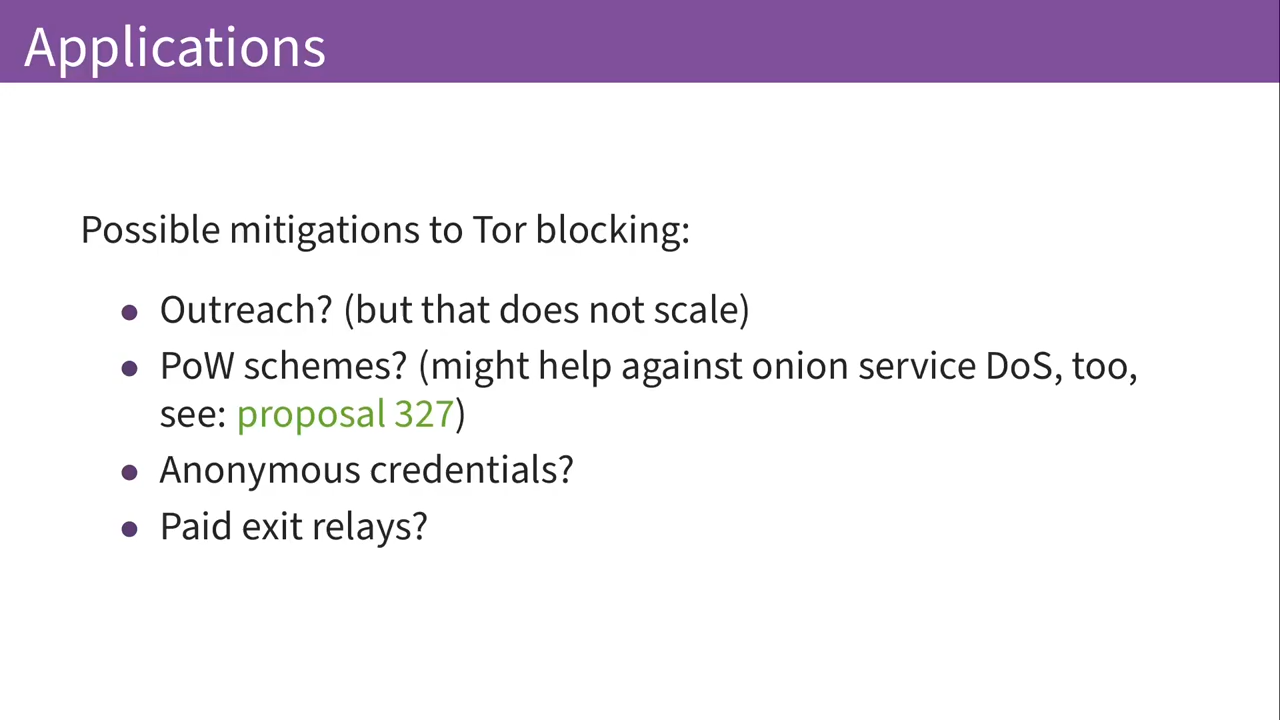 Applications
Possible mitigations to Tor blocking:
● Outreach? (but that does not scale)
● PoW schemes? (might help against onion service DoS, too,
see: proposal 327)
● Anonymous credentials?
● Paid exit relays?